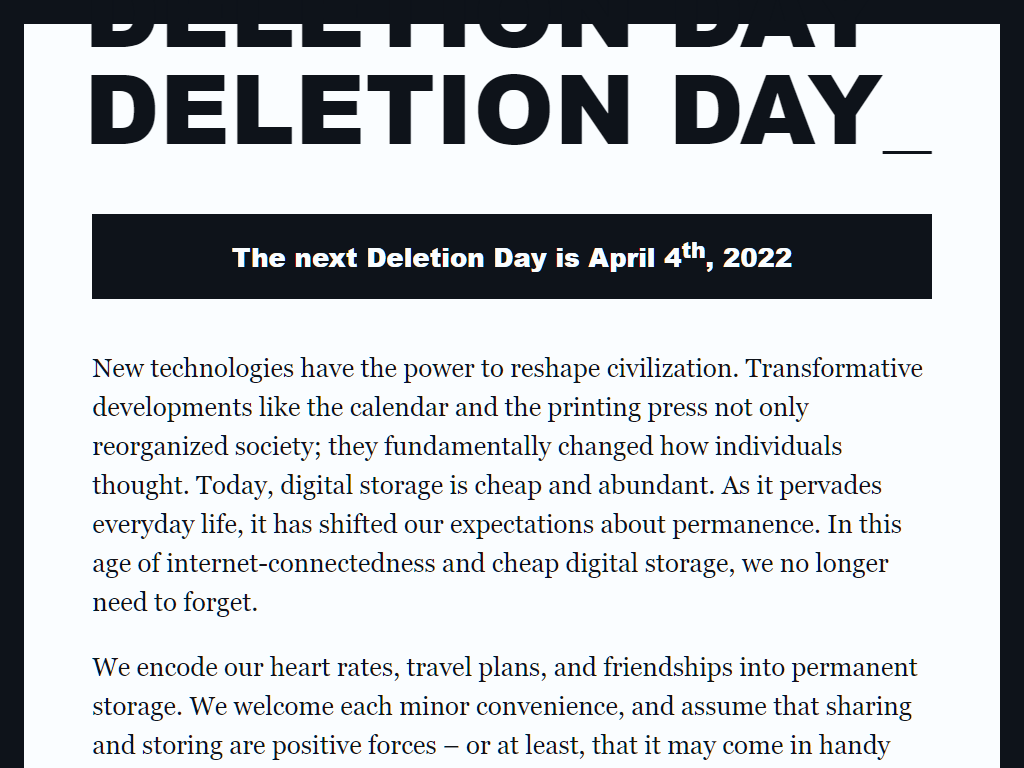 DELETION DAY
DELETION DAY_
The next Deletion Day is April 4th, 2022
New technologies have the power to reshape civilization. Transformative
developments like the calendar and the printing press not only
reorganized society; they fundamentally changed how individuals
thought. Today, digital storage is cheap and abundant. As it pervades
everyday life, it has shifted our expectations about permanence. In this
age of internet-connectedness and cheap digital storage, we no longer
need to forget.
We encode our heart rates, travel plans, and friendships into permanent
storage. We welcome each minor convenience, and assume that sharing
and storing are positive forces – or at least, that it may come in handy